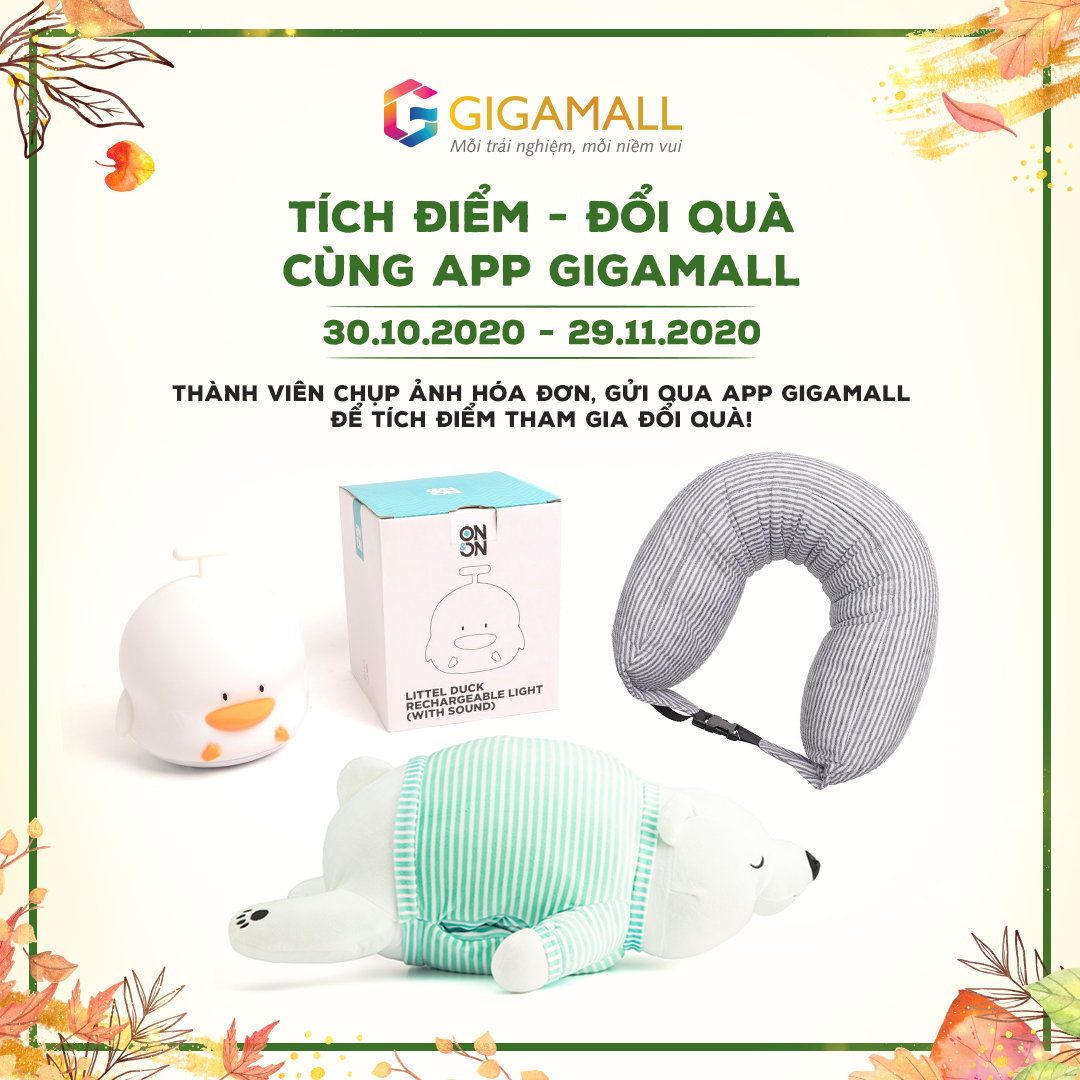 GIGAMALL
Mỗi trải nghiệm, mỗi niềm vui
TÍCH ĐIỂM - ĐỔI QUÀ
CÙNG APP GIGAMALL
30.10.2020 - 29.11.2020
THÀNH VIÊN CHỤP ẢNH HÓA ĐƠN, GỬI QUA APP GIGAMALL
ĐỂ TÍCH ĐIỂM THAM GIA ĐỔI QUÀ!
ON
&ON
ON
&ON
LITTEL DUCK
RECHARGEABLE LIGHT
(WITH SOUND)